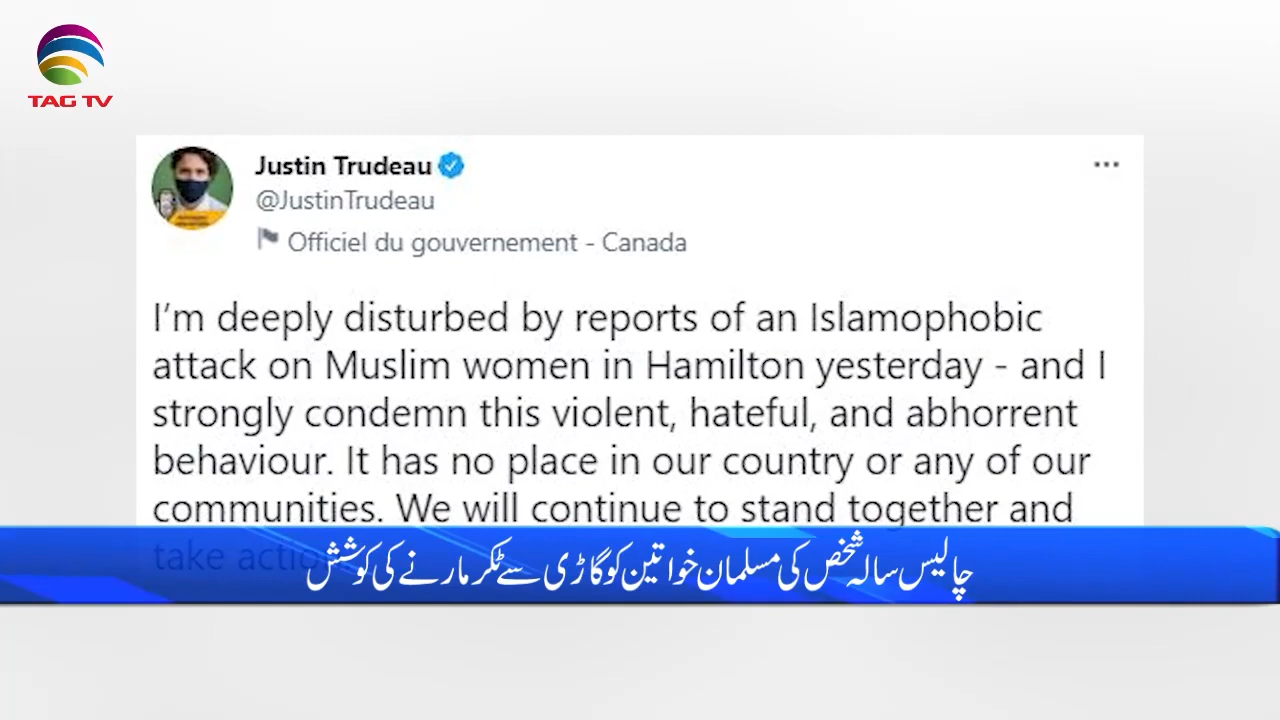 TAG TV
Justin Trudeau
@JustinTrudeau
Officiel du gouvernement - Canada
I'm deeply disturbed by reports of an Islamophobic
attack on Muslim women in Hamilton yesterday - and I
strongly condemn this violent, hateful, and abhorrent
behaviour. It has no place in our country or any of our
communities. We will continue to stand together and
take action
چالیس سالہ شخص کی مسلمان خواتین کو گاڑی سے ٹکر مارنے کی کوشش